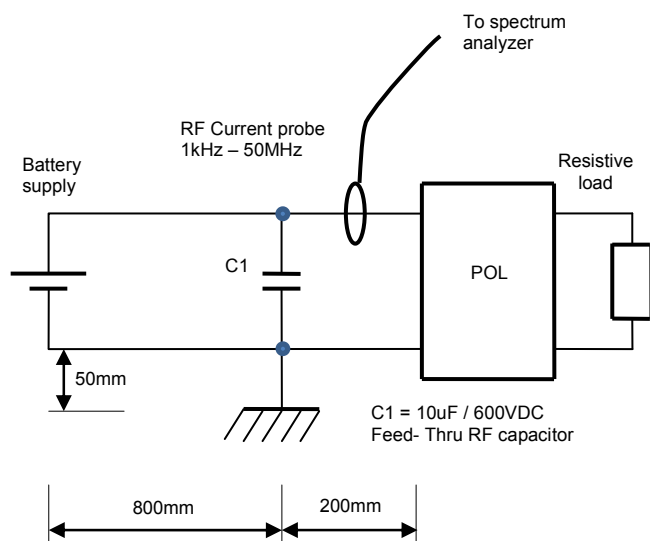 To spectrum
analyzer
RF Current probe
1kHz – 50MHz
Battery
supply
Resistive
load
C1
POL
50mm
C1 = 10uF / 600VDC
Feed- Thru RF capacitor
800mm
200mm